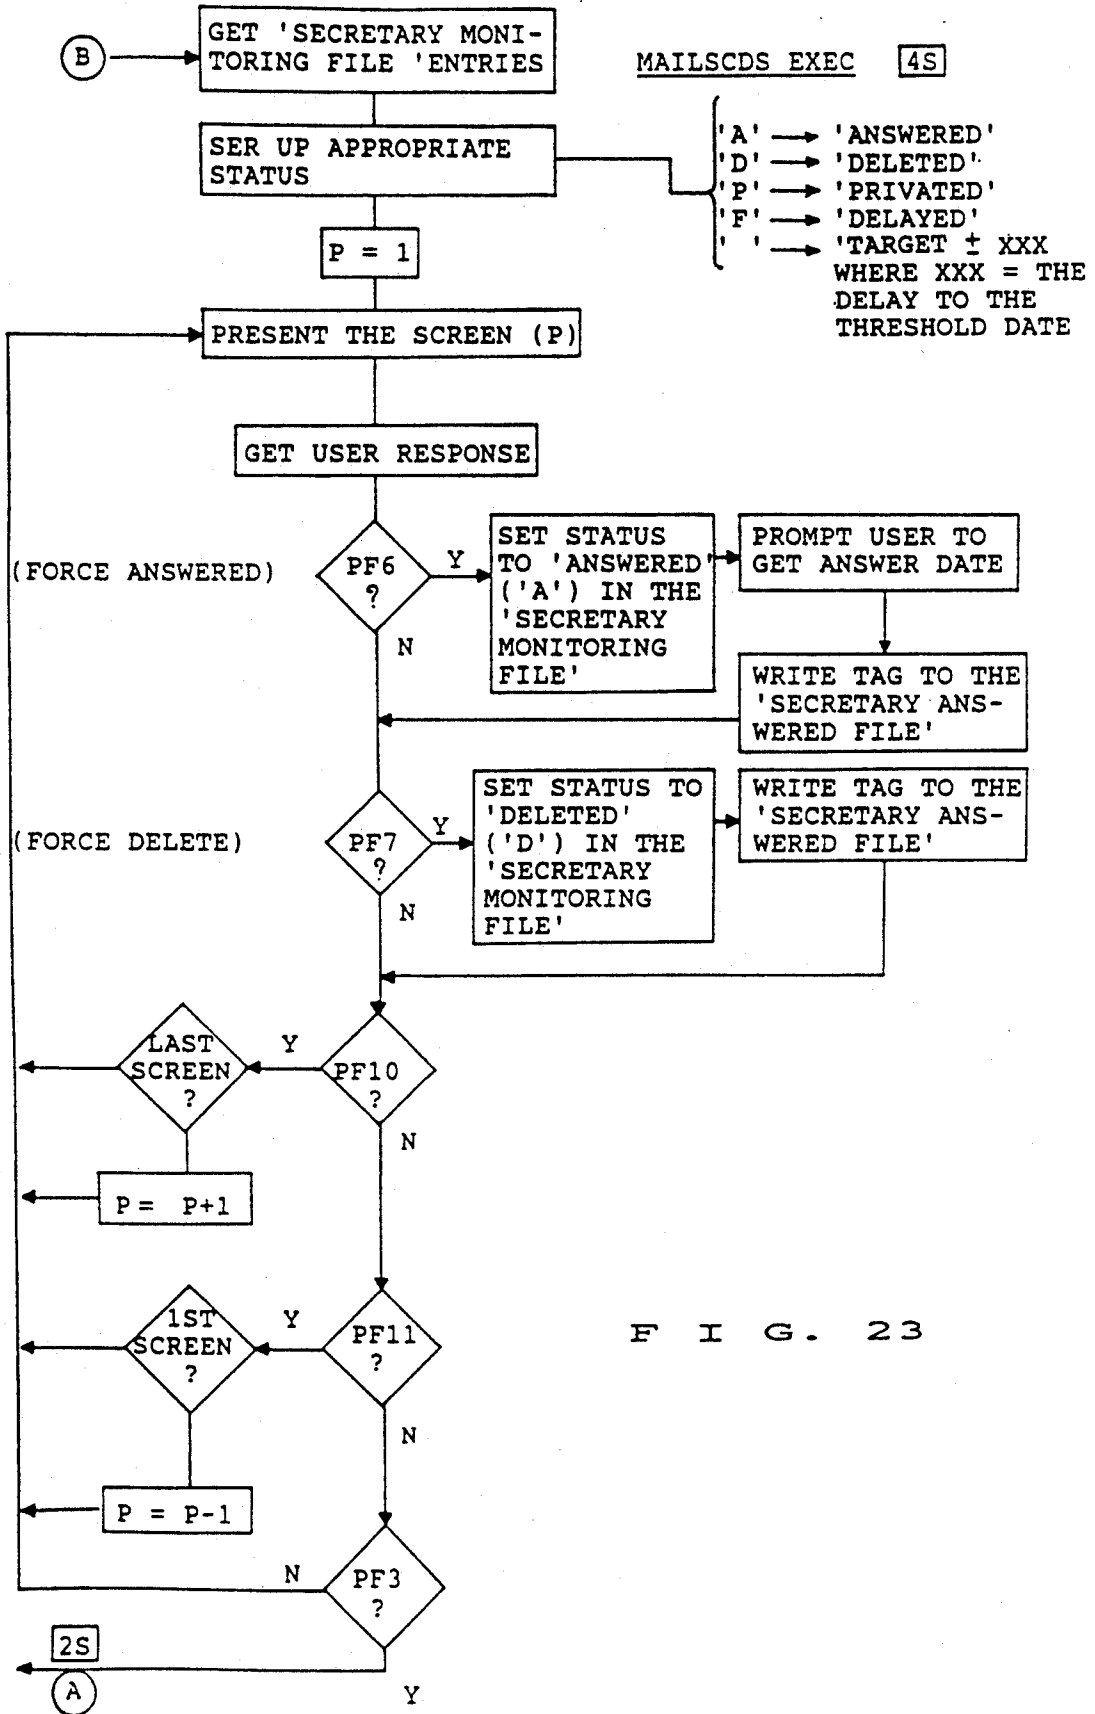 B
GET 'SECRETARY MONI-
TORING FILE 'ENTRIES
MAILSCDS EXEC
4S
SER UP APPROPRIATE
STATUS
'A' → 'ANSWERED'
'D' → 'DELETED'
'P' → 'PRIVATED'
'F' → 'DELAYED'
' ' → 'TARGET ± XXX
WHERE XXX = THE
DELAY TO THE
THRESHOLD DATE
P = 1
PRESENT THE SCREEN (P)
GET USER RESPONSE
(FORCE ANSWERED)
PF6
?
Y
N
SET STATUS
TO 'ANSWERED'
('A') IN THE
'SECRETARY
MONITORING
FILE'
PROMPT USER TO
GET ANSWER DATE
WRITE TAG TO THE
'SECRETARY ANS-
WERED FILE'
(FORCE DELETE)
PF7
?
Y
N
SET STATUS TO
'DELETED'
('D') IN THE
'SECRETARY
MONITORING
FILE'
WRITE TAG TO THE
'SECRETARY ANS-
WERED FILE'
LAST
SCREEN
?
Y
PF10
?
N
P = P+1
1ST
SCREEN
?
Y
PF11
?
N
FIG. 23
P = P-1
N
PF3
?
2S
A
Y